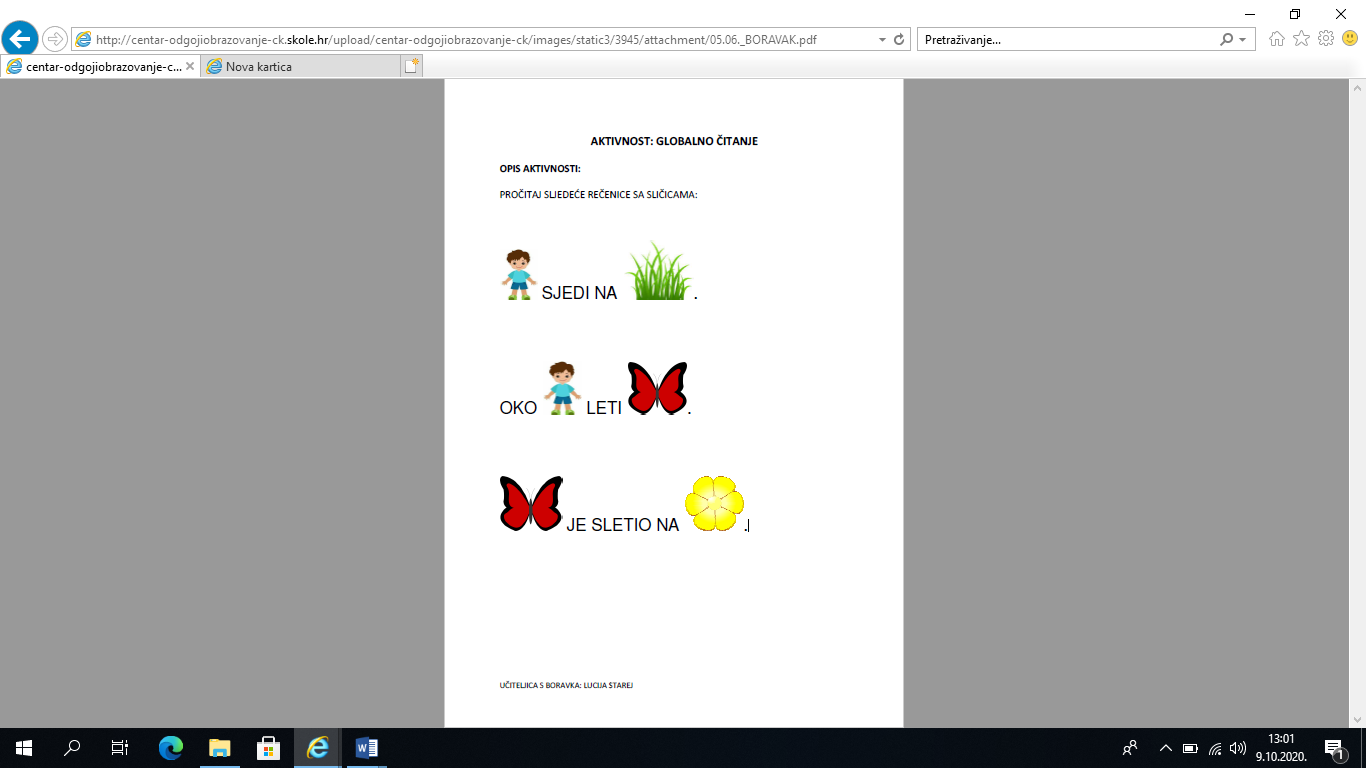 http://centar-odgojiobrazovanje-ck.skole.hr/upload/centar-odgojiobrazovanje-ck/images/static3/3945/attachment/05.06._BORAVAK.pdf
Pretraživanje...
centar-odgojiobrazovanje-c...
Nova kartica
AKTIVNOST: GLOBALNO ČITANJE
OPIS AKTIVNOSTI:
PROČITAJ SLJEDEĆE REČENICE SA SLIČICAMA:
SJEDI NA .
OKO LETI .
JE SLETIO NA .
UČITELJICA S BORAVKA: LUCIJA STAREJ
13:01
9.10.2020.
1